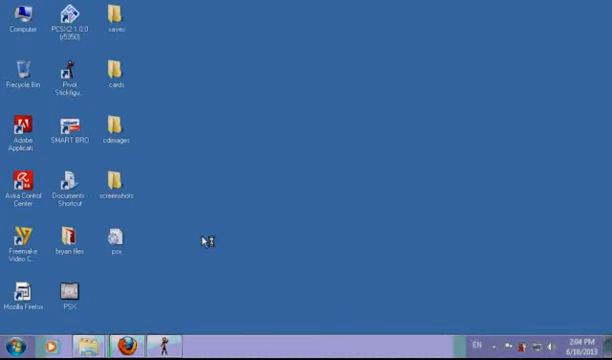 Computer
PCSX2 1.0.0
(r5350)
saves
Recycle Bin
Pivot
Stickfigu...
cards
Adobe
Applicati...
SMART BRO
cdimages
Avira Control
Center
Documents
Shortcut
screenshots
Freemake
Video C...
bryan files
psx
Mozilla Firefox
PSX
EN
2:04 PM
6/16/2013